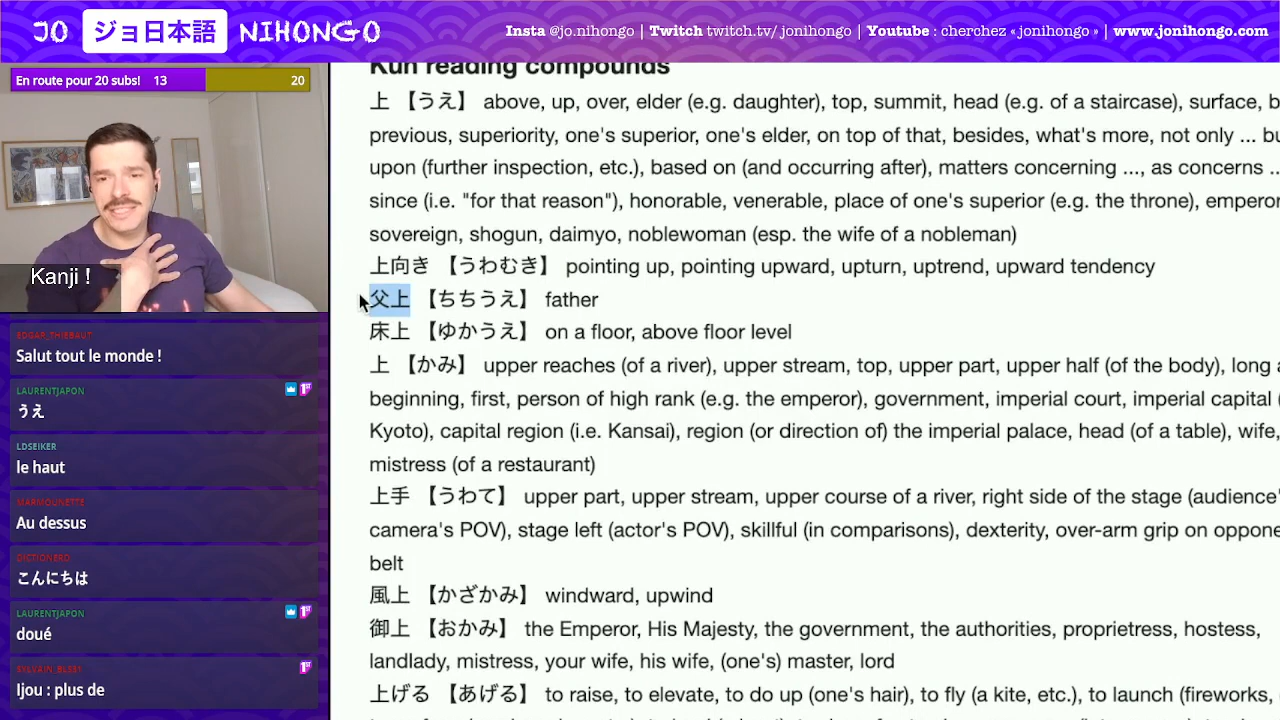 JO ジョ日本語 NIHONGO
Insta @jo.nihongo | Twitch twitch.tv/jonihongo | Youtube : cherchez « jonihongo » | www.jonihongo.com
En route pour 20 subs! 13 20
Kanji !
EDGAR_THIEBAUT
Salut tout le monde !
LAURENTJAPON
うえ
LDSEIKER
le haut
MARMOUNETTE
Au dessus
DICTIONERD
こんにちは
LAURENTJAPON
doué
SYLVAIN_BLES1
Ijou : plus de
Kun reading compounds
上 【うえ】 above, up, over, elder (e.g. daughter), top, summit, head (e.g. of a staircase), surface, b
previous, superiority, one's superior, one's elder, on top of that, besides, what's more, not only ... bu
upon (further inspection, etc.), based on (and occurring after), matters concerning ..., as concerns ..
since (i.e. "for that reason"), honorable, venerable, place of one's superior (e.g. the throne), emperor
sovereign, shogun, daimyo, noblewoman (esp. the wife of a nobleman)
上向き 【うわむき】 pointing up, pointing upward, upturn, uptrend, upward tendency
父上 【ちちうえ】 father
床上 【ゆかうえ】 on a floor, above floor level
上 【かみ】 upper reaches (of a river), upper stream, top, upper part, upper half (of the body), long a
beginning, first, person of high rank (e.g. the emperor), government, imperial court, imperial capital (
Kyoto), capital region (i.e. Kansai), region (or direction of) the imperial palace, head (of a table), wife,
mistress (of a restaurant)
上手 【うわて】 upper part, upper stream, upper course of a river, right side of the stage (audience'
camera's POV), stage left (actor's POV), skillful (in comparisons), dexterity, over-arm grip on oppone
belt
風上 【かざかみ】 windward, upwind
御上 【おかみ】 the Emperor, His Majesty, the government, the authorities, proprietress, hostess,
landlady, mistress, your wife, his wife, (one's) master, lord
上げる 【あげる】 to raise, to elevate, to do up (one's hair), to fly (a kite, etc.), to launch (fireworks,